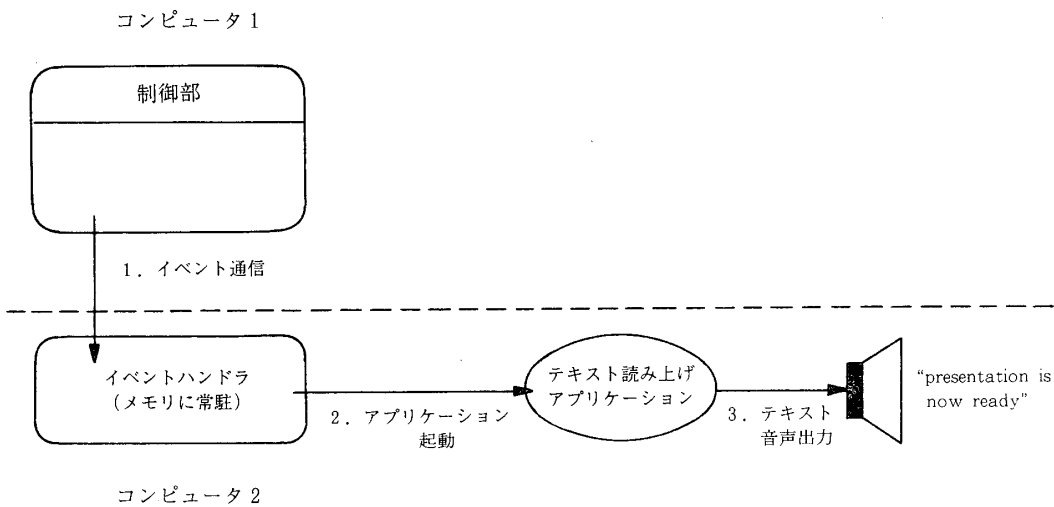 コンピュータ1
制御部
1．イベント通信
イベントハンドラ
（メモリに常駐）
2．アプリケーション
起動
テキスト読み上げ
アプリケーション
3．テキスト
音声出力
“presentation is
now ready”
コンピュータ2